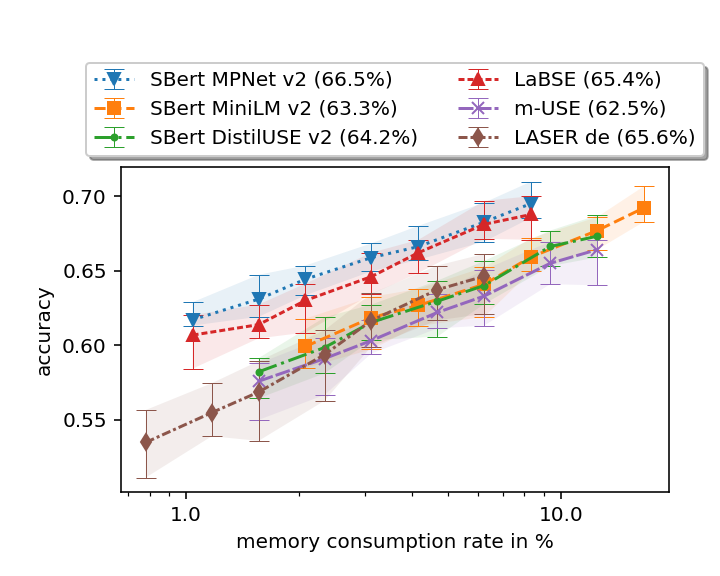 SBert MPNet v2 (66.5%) LaBSE (65.4%)
SBert MiniLM v2 (63.3%) m-USE (62.5%)
SBert DistilUSE v2 (64.2%) LASER de (65.6%)
0.70
0.65
0.60
0.55
accuracy
1.0 10.0
memory consumption rate in %